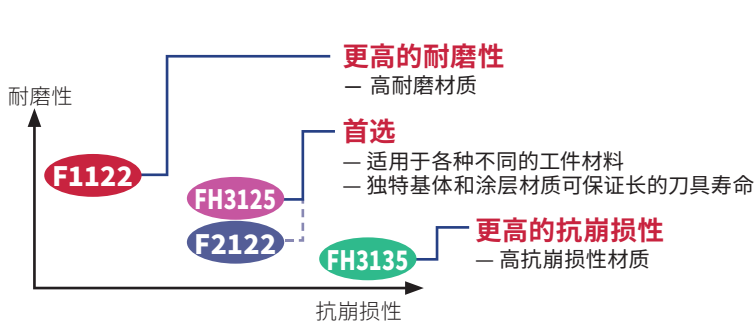 更高的耐磨性
— 高耐磨材质
耐磨性
首选
— 适用于各种不同的工件材料
— 独特基体和涂层材质可保证长的刀具寿命
F1122
FH3125
F2122
更高的抗崩损性
— 高抗崩损性材质
FH3135
抗崩损性